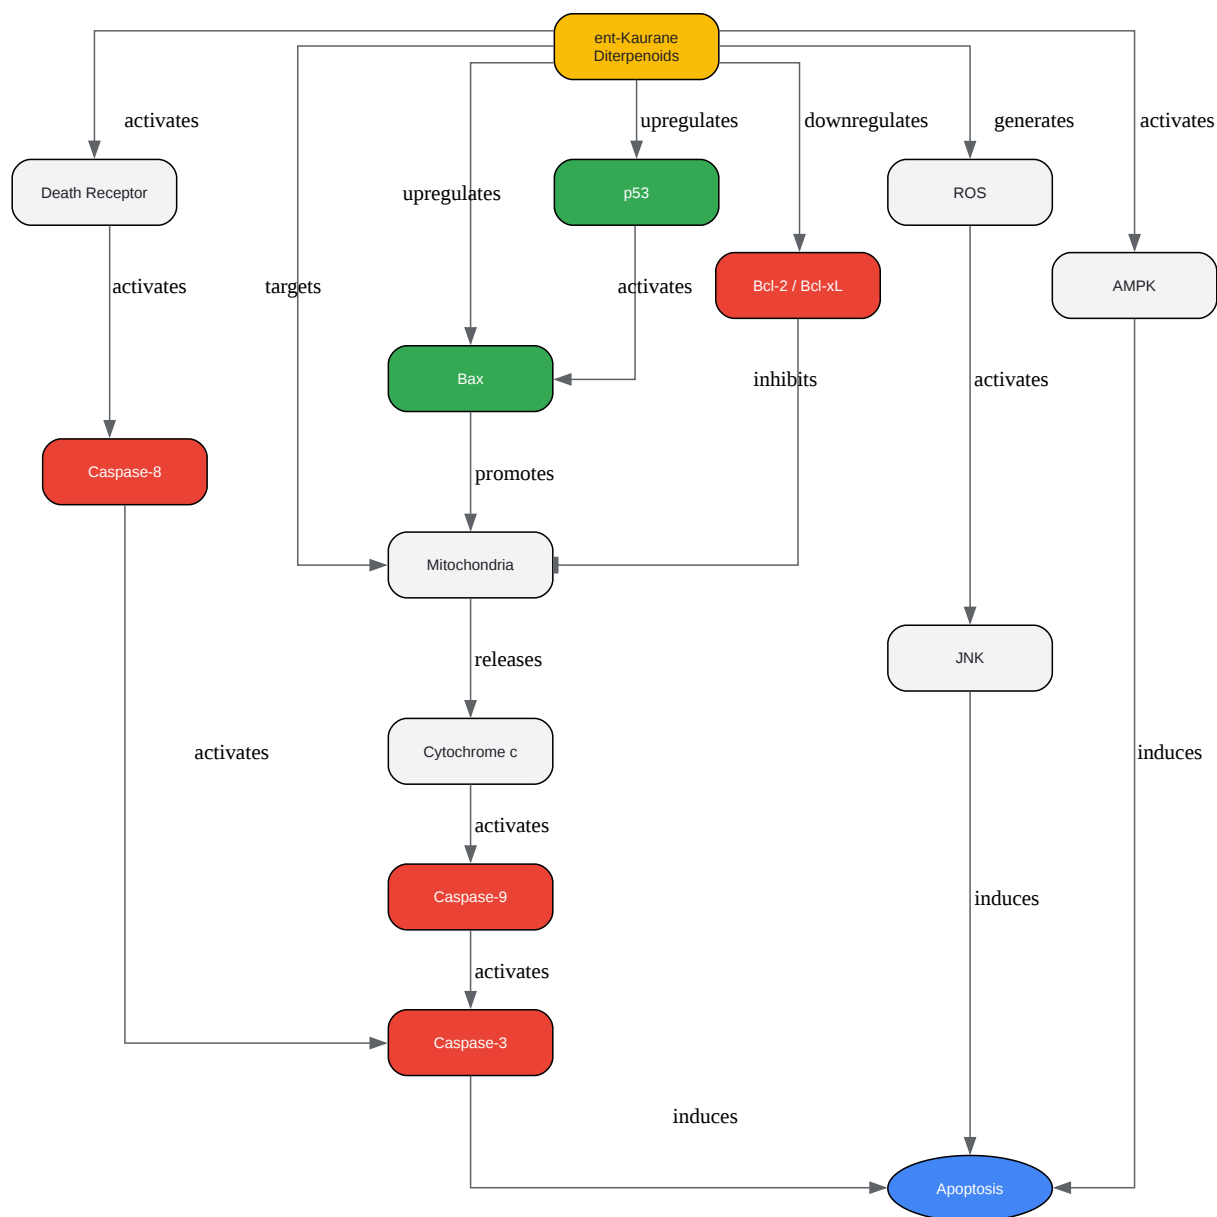 ent-Kaurane
Diterpenoids
activates
upregulates
downregulates
generates
activates
Death Receptor
upregulates
p53
ROS
activates
targets
activates
Bcl-2 / Bcl-xL
AMPK
Bax
inhibits
activates
Caspase-8
promotes
Mitochondria
releases
JNK
activates
Cytochrome c
induces
activates
Caspase-9
induces
activates
Caspase-3
induces
Apoptosis